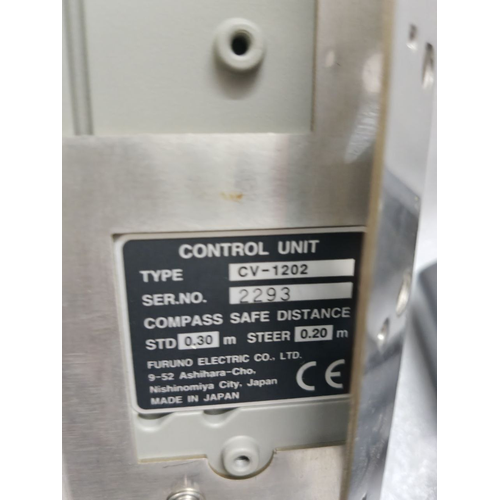 CONTROL UNIT
TYPE CV-1202
SER.NO. 2293
COMPASS SAFE DISTANCE
STD 0.30 m STEER 0.20 m
FURUNO ELECTRIC CO., LTD.
9-52 Ashihara-Cho.
Nishinomiya City, Japan
MADE IN JAPAN
CE